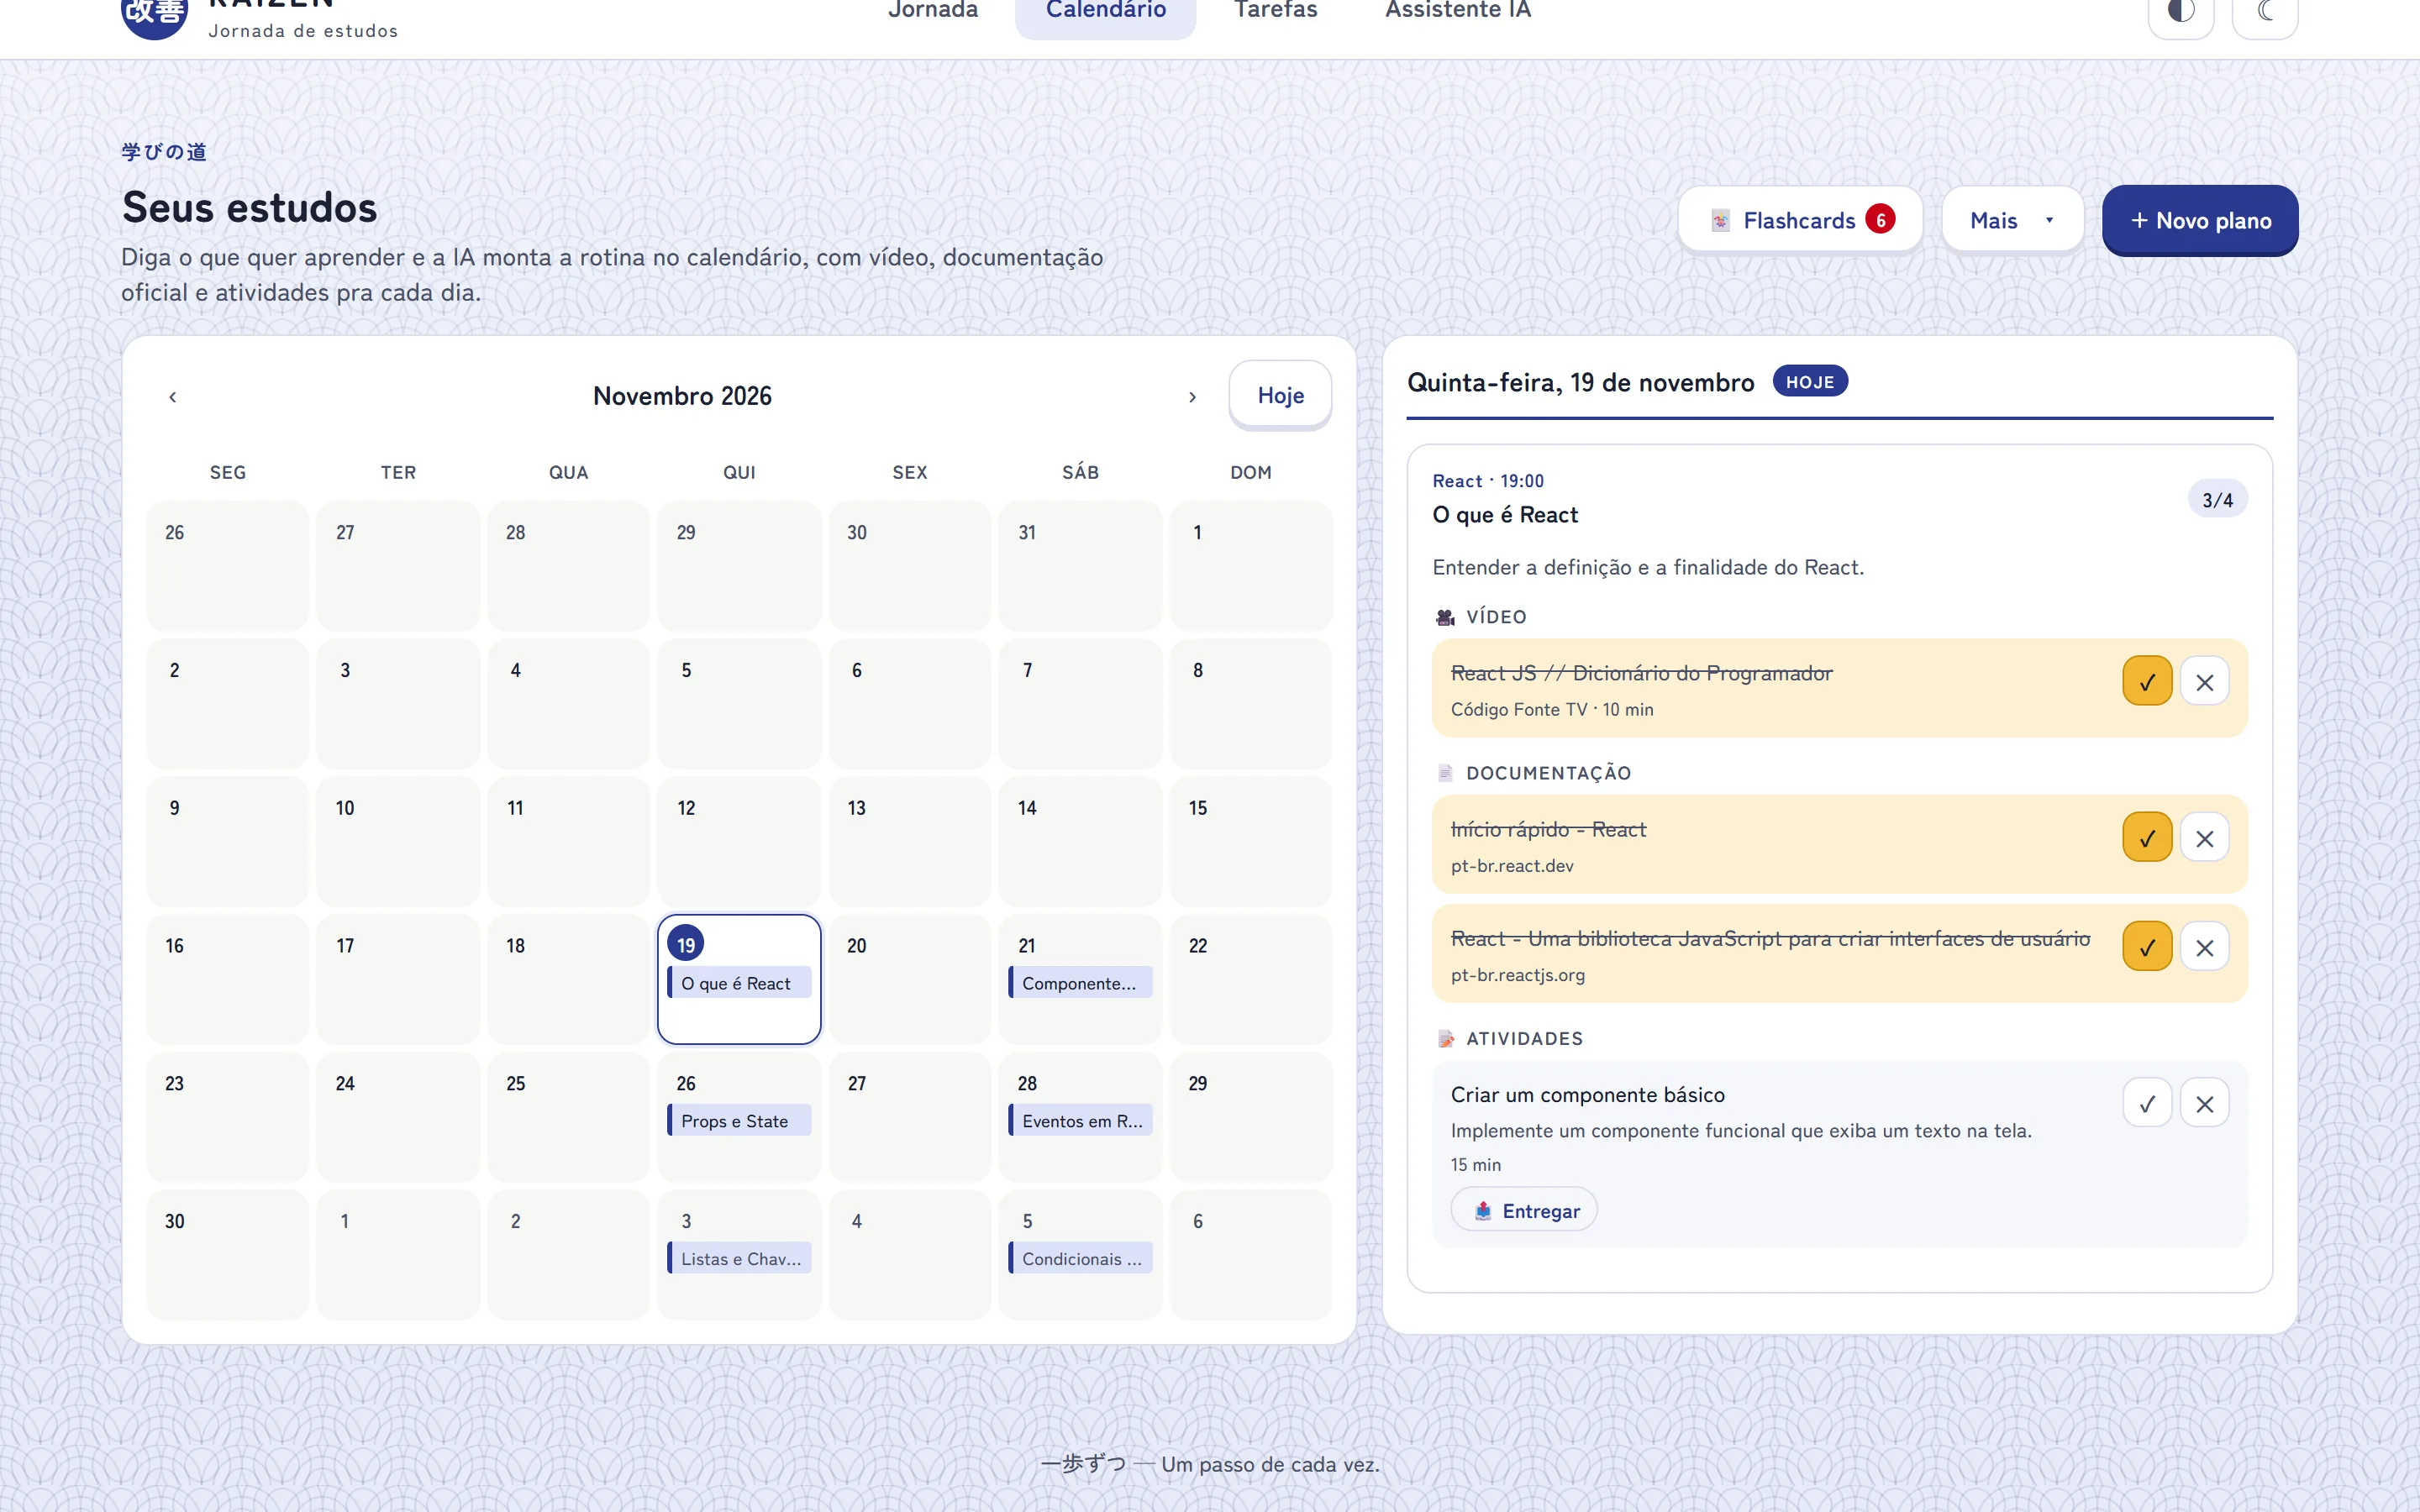 改善
KAIZEN
Jornada de estudos
Jornada
Calendário
Tarefas
Assistente IA
学びの道
Seus estudos
Diga o que quer aprender e a IA monta a rotina no calendário, com vídeo, documentação
oficial e atividades pra cada dia.
Flashcards 6
Mais
+ Novo plano
‹ Novembro 2026 › Hoje
SEG TER QUA QUI SEX SÁB DOM
26 27 28 29 30 31 1
2 3 4 5 6 7 8
9 10 11 12 13 14 15
16 17 18 19 20 21 22
O que é React
Componente...
23 24 25 26 27 28 29
Props e State
Eventos em R...
30 1 2 3 4 5 6
Listas e Chav...
Condicionais ...
Quinta-feira, 19 de novembro HOJE
React · 19:00
O que é React
3/4
Entender a definição e a finalidade do React.
VÍDEO
React JS // Dicionário do Programador
Código Fonte TV · 10 min
DOCUMENTAÇÃO
Início rápido - React
pt-br.react.dev
React - Uma biblioteca JavaScript para criar interfaces de usuário
pt-br.reactjs.org
ATIVIDADES
Criar um componente básico
Implemente um componente funcional que exiba um texto na tela.
15 min
Entregar
一歩ずつ — Um passo de cada vez.